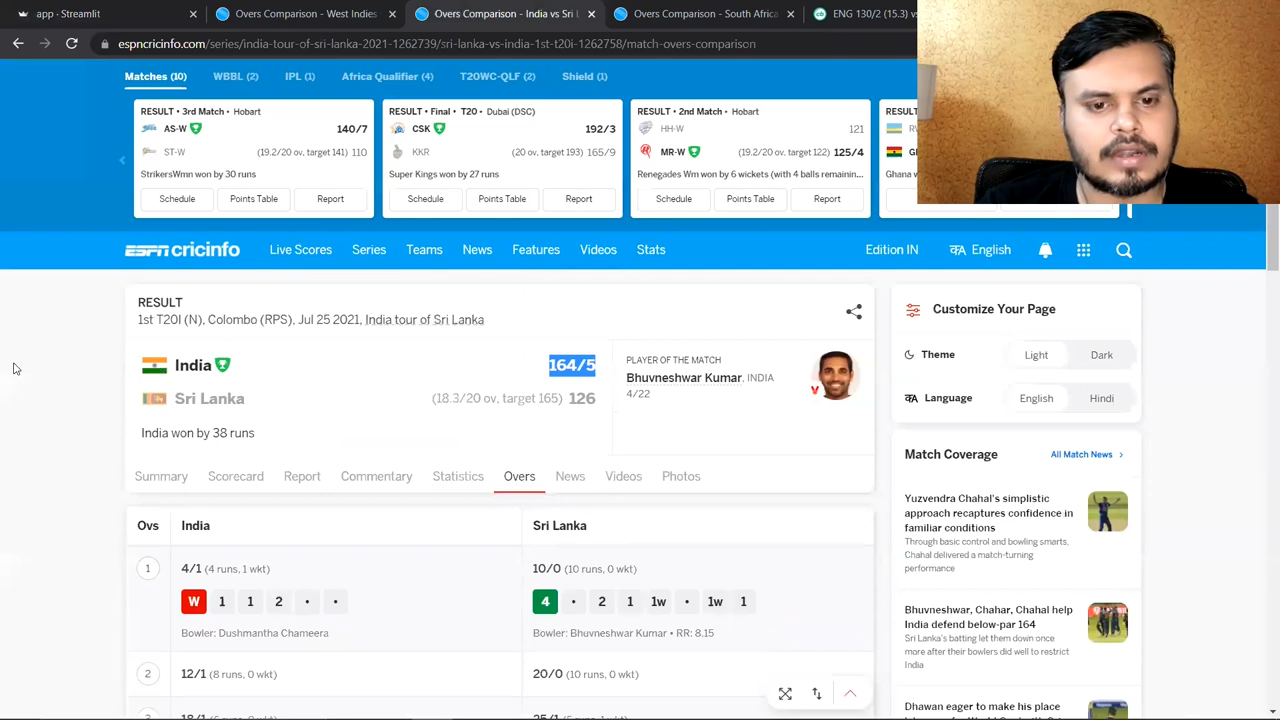 app · Streamlit
Overs Comparison - Sri Lanka vs
Overs Comparison - South Africa
ENG 130/2 (15.3) v
espncricinfo.com/series/india-tour-of-sri-lanka-2021-1262739/sri-lanka-vs-india-1st-t20i-1262758/match-overs-comparison
Matches (10)
WBBL (2)
IPL (1)
Africa Qualifier (4)
T20WC-QLF (2)
Shield (1)
RESULT • 3rd Match • Hobart
AS-W 140/7
ST-W (19.2/20 ov, target 141) 110
StrikersWmn won by 30 runs
Schedule
Points Table
Report
RESULT • Final • T20 • Dubai (DSC)
CSK 192/3
KKR (20 ov, target 193) 165/9
Super Kings won by 27 runs
Schedule
Points Table
Report
RESULT • 2nd Match • Hobart
HH-W 121
MR-W (19.2/20 ov, target 122) 125/4
Renegades Wm won by 6 wickets (with 4 balls remainin...
Schedule
Points Table
Report
RESULT
Ghana w
ESPN cricinfo
Live Scores
Series
Teams
News
Features
Videos
Stats
Edition IN
English
RESULT
1st T20I (N), Colombo (RPS), Jul 25 2021, India tour of Sri Lanka
India 164/5
Sri Lanka (18.3/20 ov, target 165) 126
India won by 38 runs
PLAYER OF THE MATCH
Bhuvneshwar Kumar, INDIA
4/22
Summary
Scorecard
Report
Commentary
Statistics
Overs
News
Videos
Photos
Ovs India Sri Lanka
1 4/1 (4 runs, 1 wkt) 10/0 (10 runs, 0 wkt)
W 1 1 2 • • 4 • 2 1 1w • 1w 1
Bowler: Dushmantha Chameera Bowler: Bhuvneshwar Kumar • RR: 8.15
2 12/1 (8 runs, 0 wkt) 20/0 (10 runs, 0 wkt)
Customize Your Page
Theme Light Dark
Language English Hindi
Match Coverage
All Match News
Yuzvendra Chahal's simplistic
approach recaptures confidence in
familiar conditions
Through basic control and bowling smarts,
Chahal delivered a match-turning
performance
Bhuvneshwar, Chahar, Chahal help
India defend below-par 164
Sri Lanka's batting let them down once
more after their bowlers did well to restrict
India
Dhawan eager to make his place